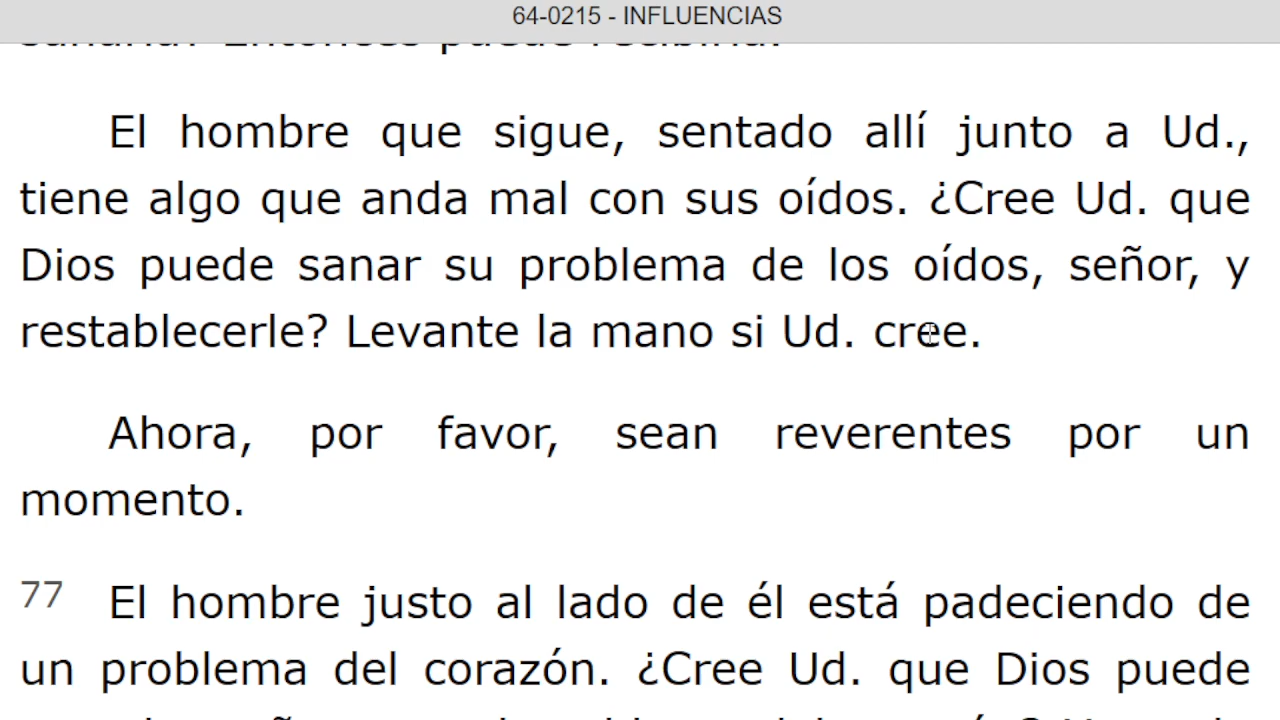 64-0215 - INFLUENCIAS
El hombre que sigue, sentado allí junto a Ud.,
tiene algo que anda mal con sus oídos. ¿Cree Ud. que
Dios puede sanar su problema de los oídos, señor, y
restablecerle? Levante la mano si Ud. cree.
Ahora, por favor, sean reverentes por un
momento.
77 El hombre justo al lado de él está padeciendo de
un problema del corazón. ¿Cree Ud. que Dios puede